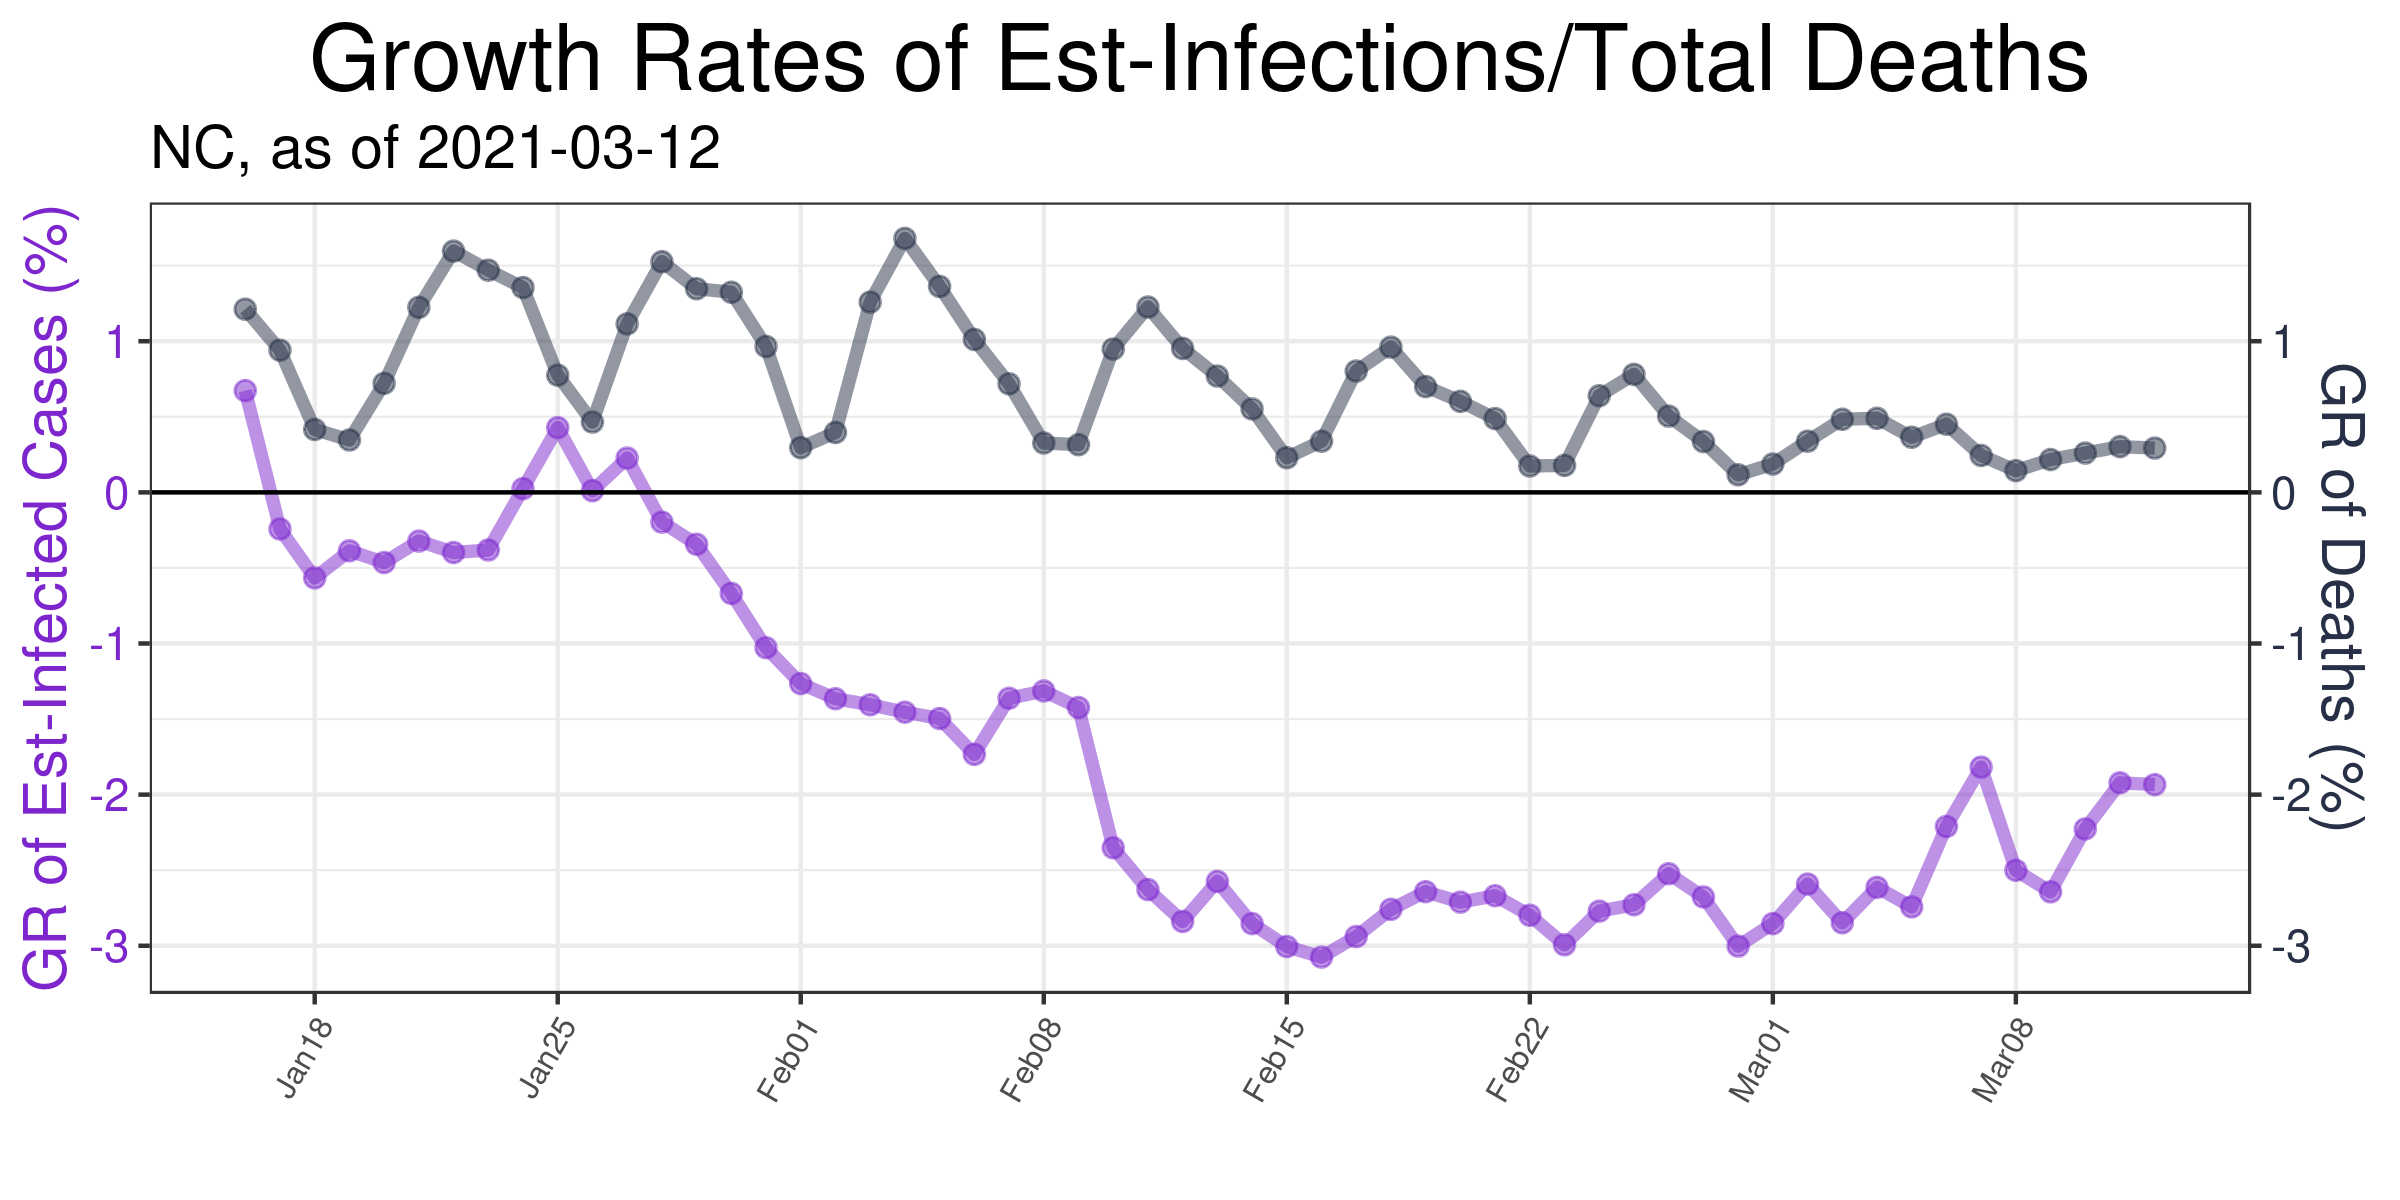 Growth Rates of Est-Infections/Total Deaths
NC, as of 2021-03-12
GR of Est-Infected Cases (%)
1
0
-1
-2
-3
1
0
-1
-2
-3
GR of Deaths (%)
Jan18
Jan25
Feb01
Feb08
Feb15
Feb22
Mar01
Mar08